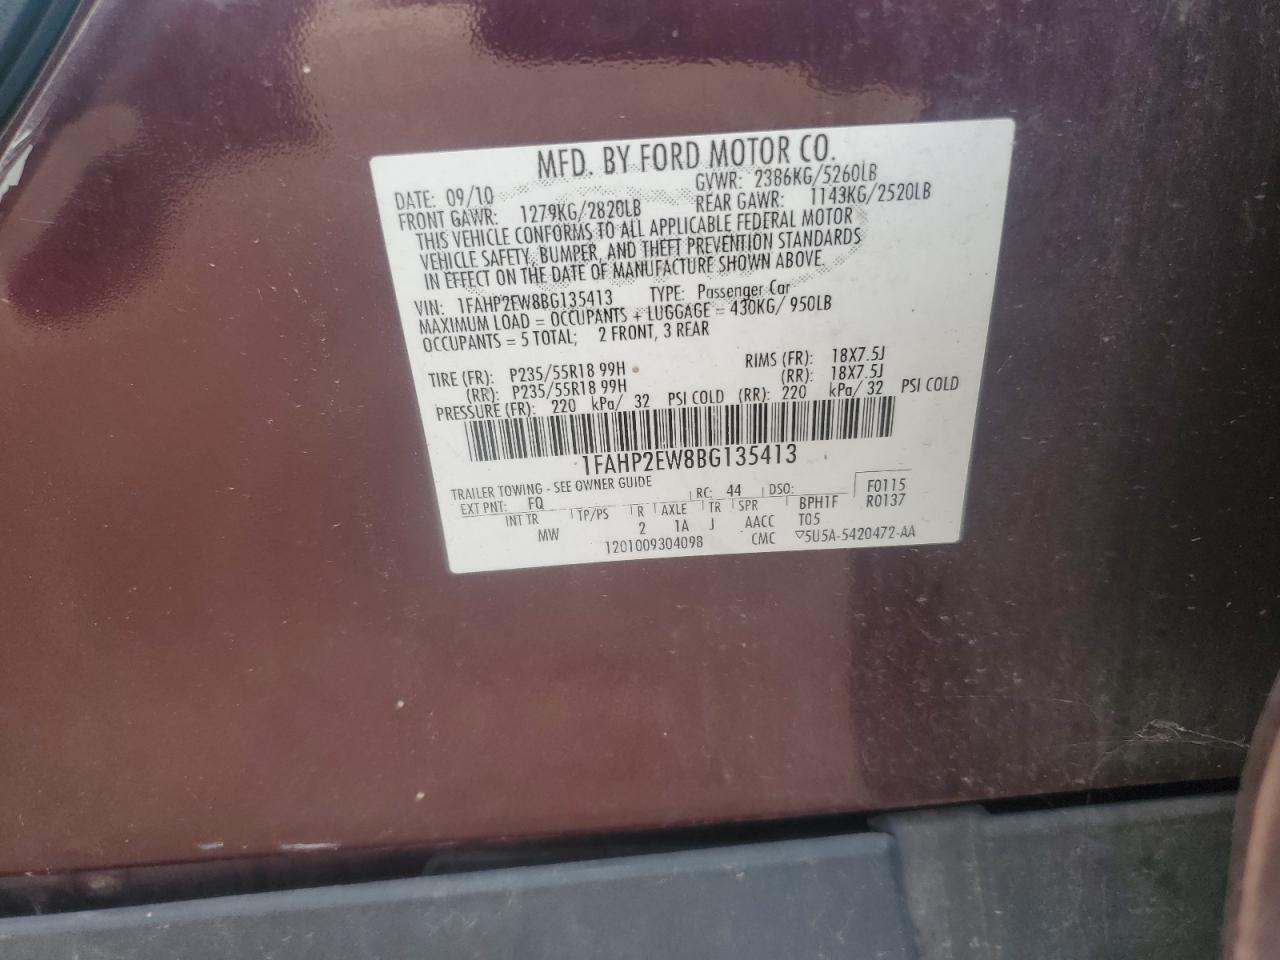 MFD. BY FORD MOTOR CO.
DATE: 09/10 GVWR: 2386KG/5260LB
FRONT GAWR: 1279KG/2820LB REAR GAWR: 1143KG/2520LB
THIS VEHICLE CONFORMS TO ALL APPLICABLE FEDERAL MOTOR
VEHICLE SAFETY, BUMPER, AND THEFT PREVENTION STANDARDS
IN EFFECT ON THE DATE OF MANUFACTURE SHOWN ABOVE.
VIN: 1FAHP2EW8BG135413 TYPE: Passenger Car
MAXIMUM LOAD = OCCUPANTS + LUGGAGE = 430KG/ 950LB
OCCUPANTS = 5 TOTAL; 2 FRONT, 3 REAR
TIRE (FR): P235/55R18 99H RIMS (FR): 18X7.5J
(RR): P235/55R18 99H (RR): 18X7.5J
PRESSURE (FR): 220 kPa/ 32 PSI COLD (RR): 220 kPa/ 32 PSI COLD
1FAHP2EW8BG135413
TRAILER TOWING - SEE OWNER GUIDE
EXT PNT: FQ RC: 44 DSO: F0115
INT TR TP/PS R AXLE TR SPR BPH1F R0137
MW 2 1A J AACC T05
1201009304098 CMC ▽5U5A-5420472-AA